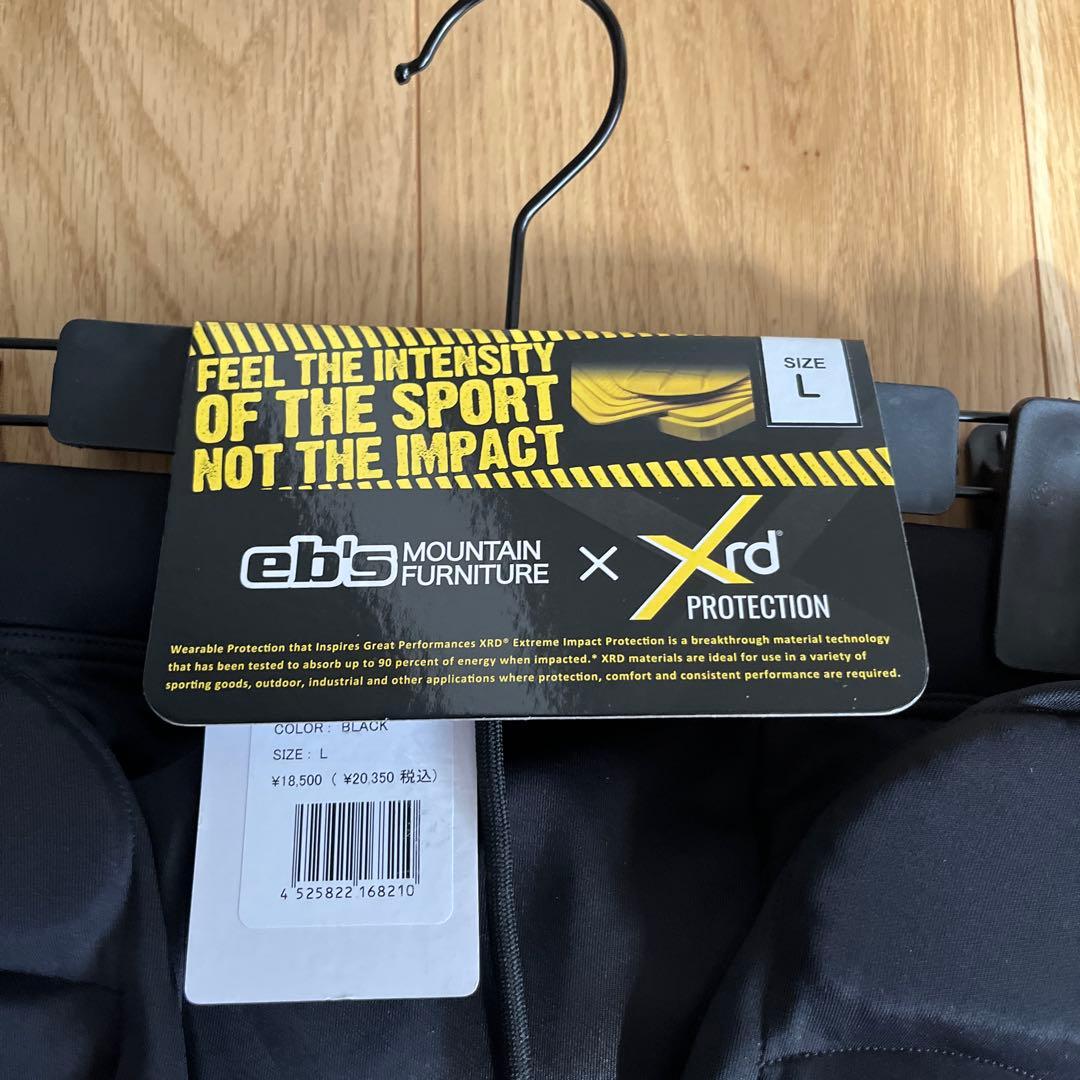 FEEL THE INTENSITY
OF THE SPORT
NOT THE IMPACT
SIZE
L
eb's MOUNTAIN
FURNITURE
×
Xrd®
PROTECTION
Wearable Protection that Inspires Great Performances XRD® Extreme Impact Protection is a breakthrough material technology
that has been tested to absorb up to 90 percent of energy when impacted.* XRD materials are ideal for use in a variety of
sporting goods, outdoor, industrial and other applications where protection, comfort and consistent performance are required.
COLOR : BLACK
SIZE : L
¥18,500 ( ¥20,350 税込)
4 525822 168210